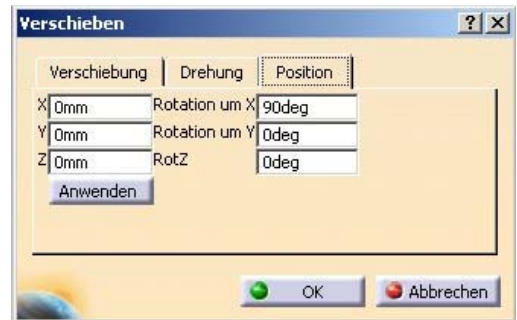 Verschieben
Verschiebung Drehung Position
X 0mm Rotation um X 90deg
Y 0mm Rotation um Y 0deg
Z 0mm RotZ 0deg
Anwenden
OK Abbrechen